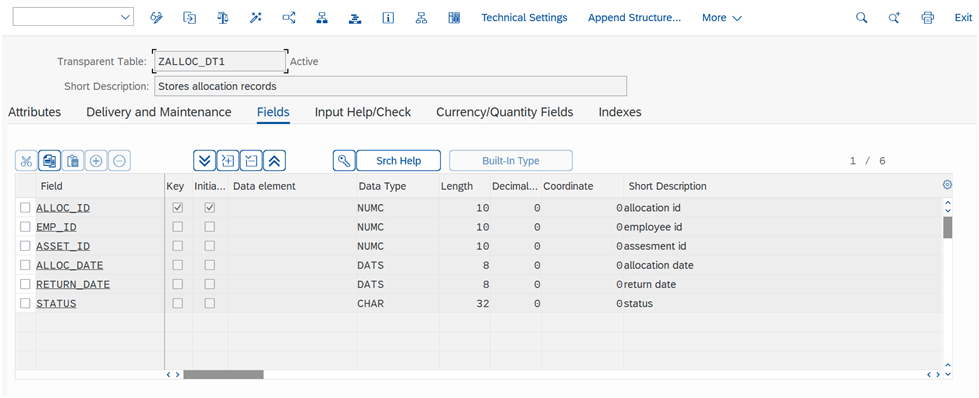 Technical Settings Append Structure... More Exit
Transparent Table: ZALLOC_DT1 Active
Short Description: Stores allocation records
Attributes Delivery and Maintenance Fields Input Help/Check Currency/Quantity Fields Indexes
Srch Help Built-In Type 1 / 6
Field Key Initia... Data element Data Type Length Decimal... Coordinate Short Description
ALLOC_ID NUMC 10 0 0 allocation id
EMP_ID NUMC 10 0 0 employee id
ASSET_ID NUMC 10 0 0 assesment id
ALLOC_DATE DATS 8 0 0 allocation date
RETURN_DATE DATS 8 0 0 return date
STATUS CHAR 32 0 0 status